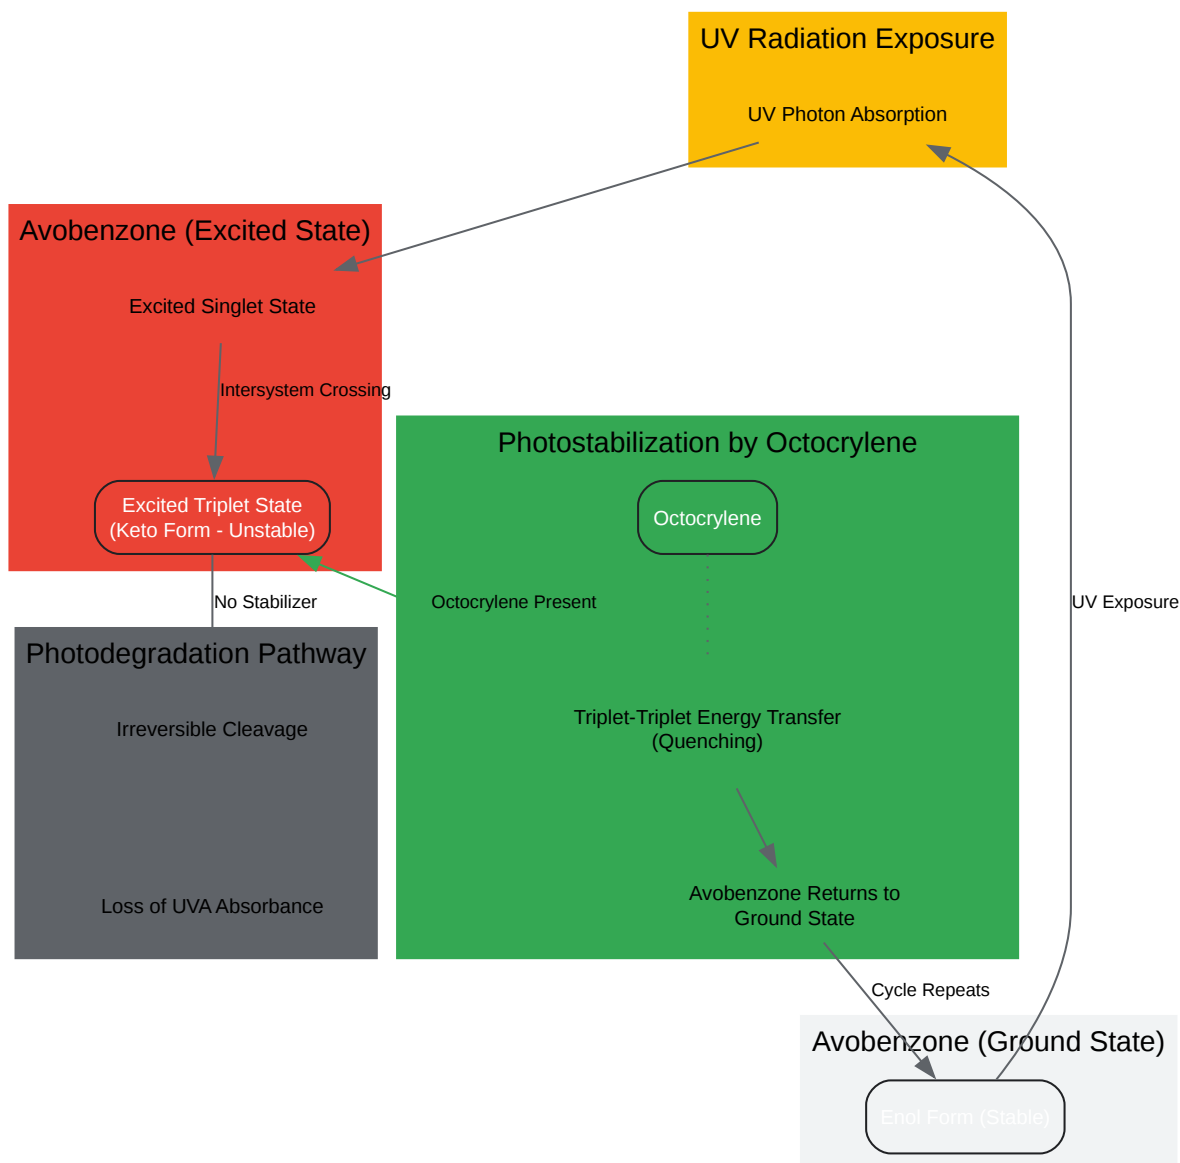 UV Radiation Exposure
UV Photon Absorption
Avobenzone (Excited State)
Excited Singlet State
Intersystem Crossing
Excited Triplet State
(Keto Form - Unstable)
Photostabilization by Octocrylene
Octocrylene
No Stabilizer
Octocrylene Present
UV Exposure
Photodegradation Pathway
Irreversible Cleavage
Loss of UVA Absorbance
Triplet-Triplet Energy Transfer
(Quenching)
Avobenzone Returns to
Ground State
Cycle Repeats
Avobenzone (Ground State)
Enol Form (Stable)